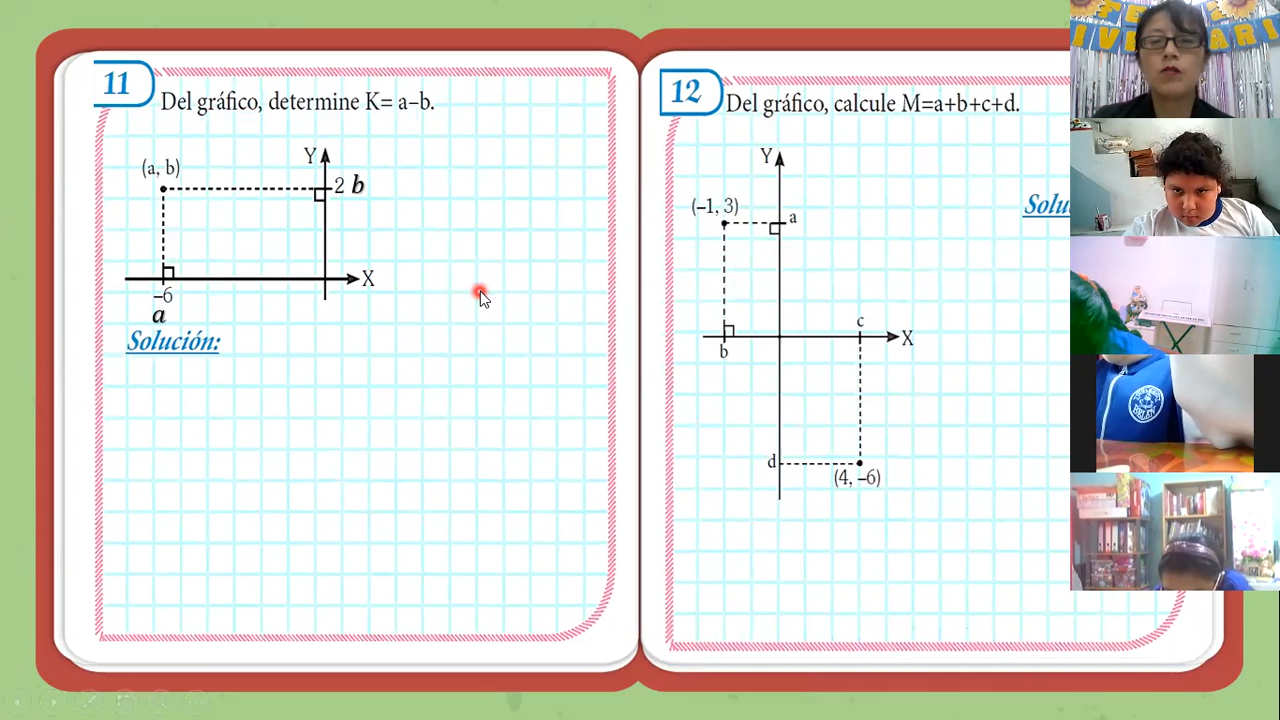 11
Del gráfico, determine K= a–b.
(a, b)
Y
2 b
X
–6
a
Solución:
12
Del gráfico, calcule M=a+b+c+d.
Y
(–1, 3)
a
Solu
c
X
b
d
(4, –6)